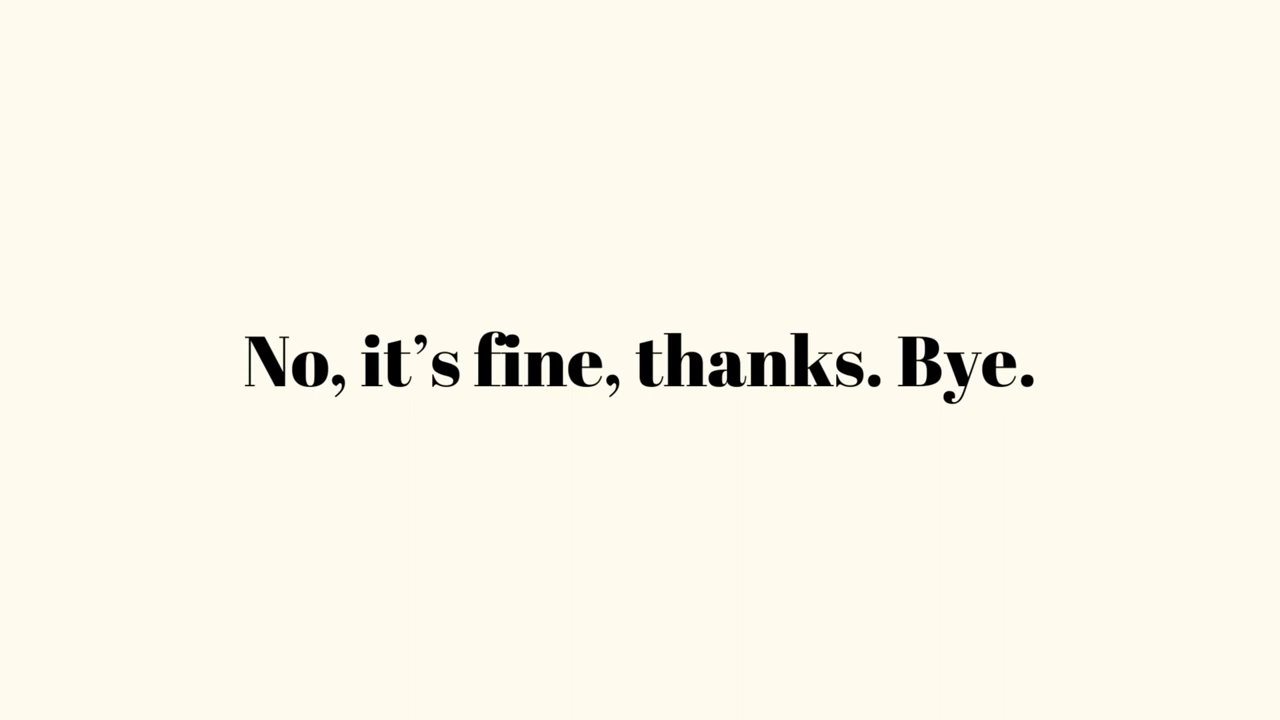 No, it’s fine, thanks. Bye.